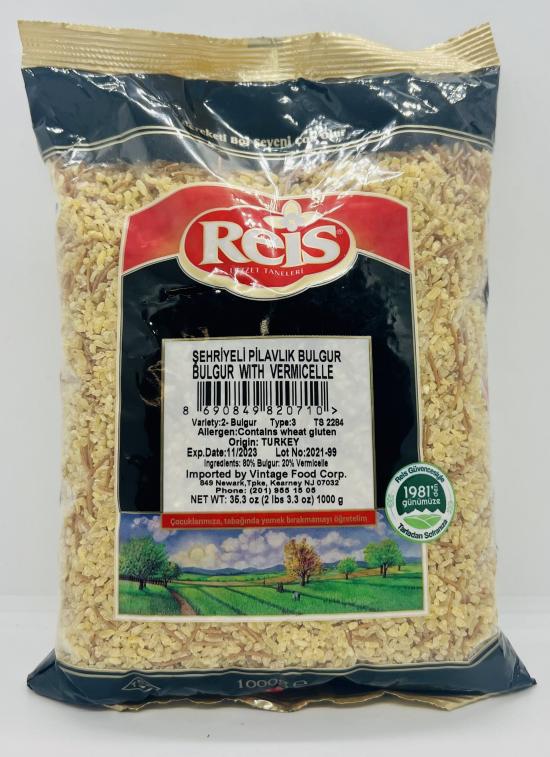 bereketi bol seveni çok olur
Reis®
LEZZET TANELERİ
ŞEHRİYELİ PİLAVLIK BULGUR
BULGUR WITH VERMICELLE
8 690849 820710 >
Variety:2- Bulgur Type:3 TS 2284
Allergen:Contains wheat gluten
Origin: TURKEY
Exp.Date:11/2023 Lot No:2021-99
Ingredients: 80% Bulgur: 20% Vermicelle
Imported by Vintage Food Corp.
849 Newark,Tpke, Kearney NJ 07032
Phone: (201) 955 15 05
NET WT: 35.3 oz (2 lbs 3.3 oz) 1000 g
Reis Güvencesiyle
1981'den
günümüze
Tarladan Sofranıza
Çocuklarımıza, tabağında yemek bırakmamayı öğretelim
1000g e